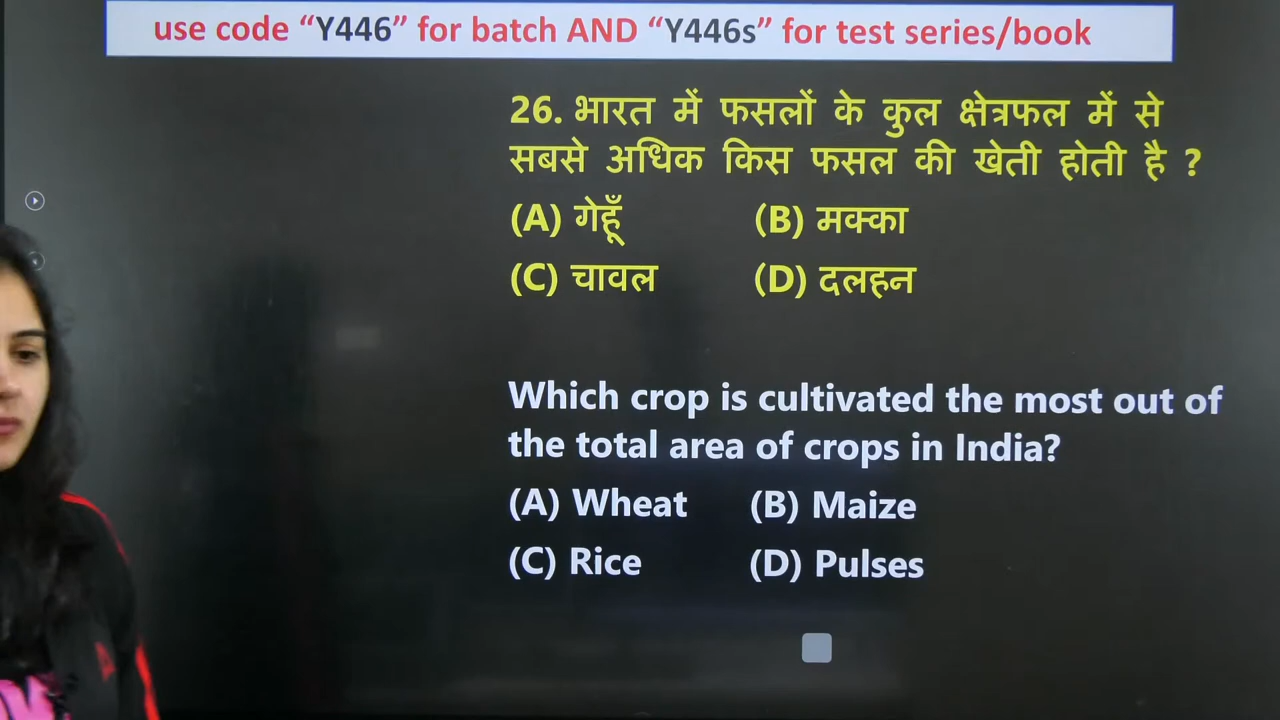 use code “Y446” for batch AND “Y446s” for test series/book
26. भारत में फसलों के कुल क्षेत्रफल में से
सबसे अधिक किस फसल की खेती होती है ?
(A) गेहूँ (B) मक्का
(C) चावल (D) दलहन
Which crop is cultivated the most out of
the total area of crops in India?
(A) Wheat (B) Maize
(C) Rice (D) Pulses